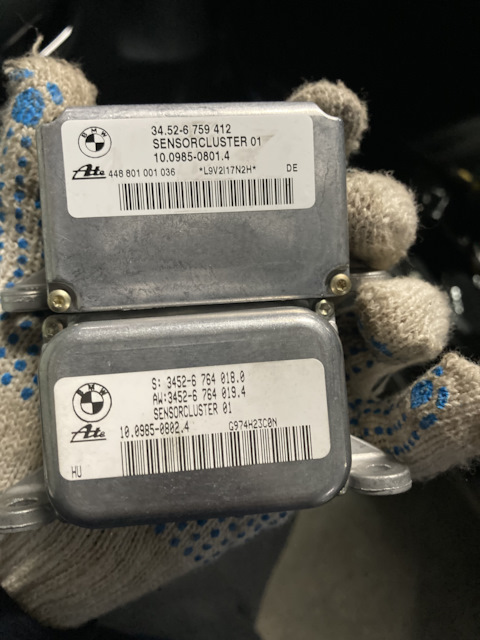 BMW
34.52-6 759 412
SENSORCLUSTER 01
10.0985-0801.4
Ate 448 801 001 036 *L9V2I17N2H* DE
BMW
S: 3452-6 764 018.0
AW:3452-6 764 019.4
SENSORCLUSTER 01
Ate 10.0985-0802.4 G974H23C0N
HU